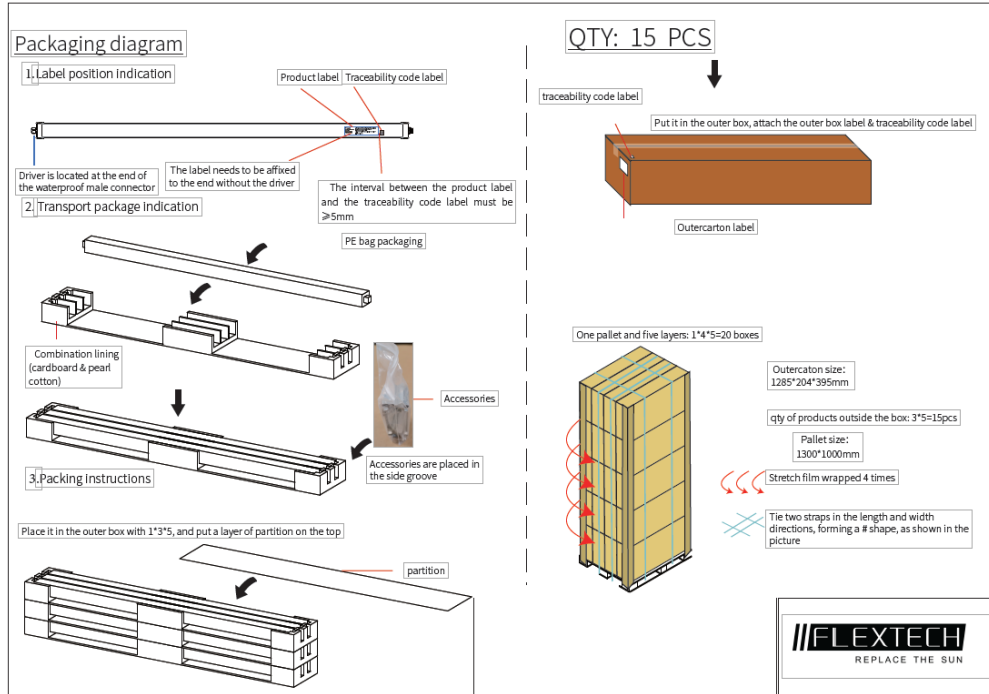 Packaging diagram
1.Label position indication
Product label
Traceability code label
Driver is located at the end of
the waterproof male connector
The label needs to be affixed
to the end without the driver
The interval between the product label
and the traceability code label must be
⩾5mm
2. Transport package indication
PE bag packaging
Combination lining
(cardboard & pearl
cotton)
Accessories
Accessories are placed in
the side groove
3.Packing instructions
Place it in the outer box with 1*3*5, and put a layer of partition on the top
partition
QTY: 15 PCS
traceability code label
Put it in the outer box, attach the outer box label & traceability code label
Outercarton label
One pallet and five layers: 1*4*5=20 boxes
Outercaton size:
1285*204*395mm
qty of products outside the box: 3*5=15pcs
Pallet size:
1300*1000mm
Stretch film wrapped 4 times
Tie two straps in the length and width
directions, forming a # shape, as shown in the
picture
FLEXTECH
REPLACE THE SUN